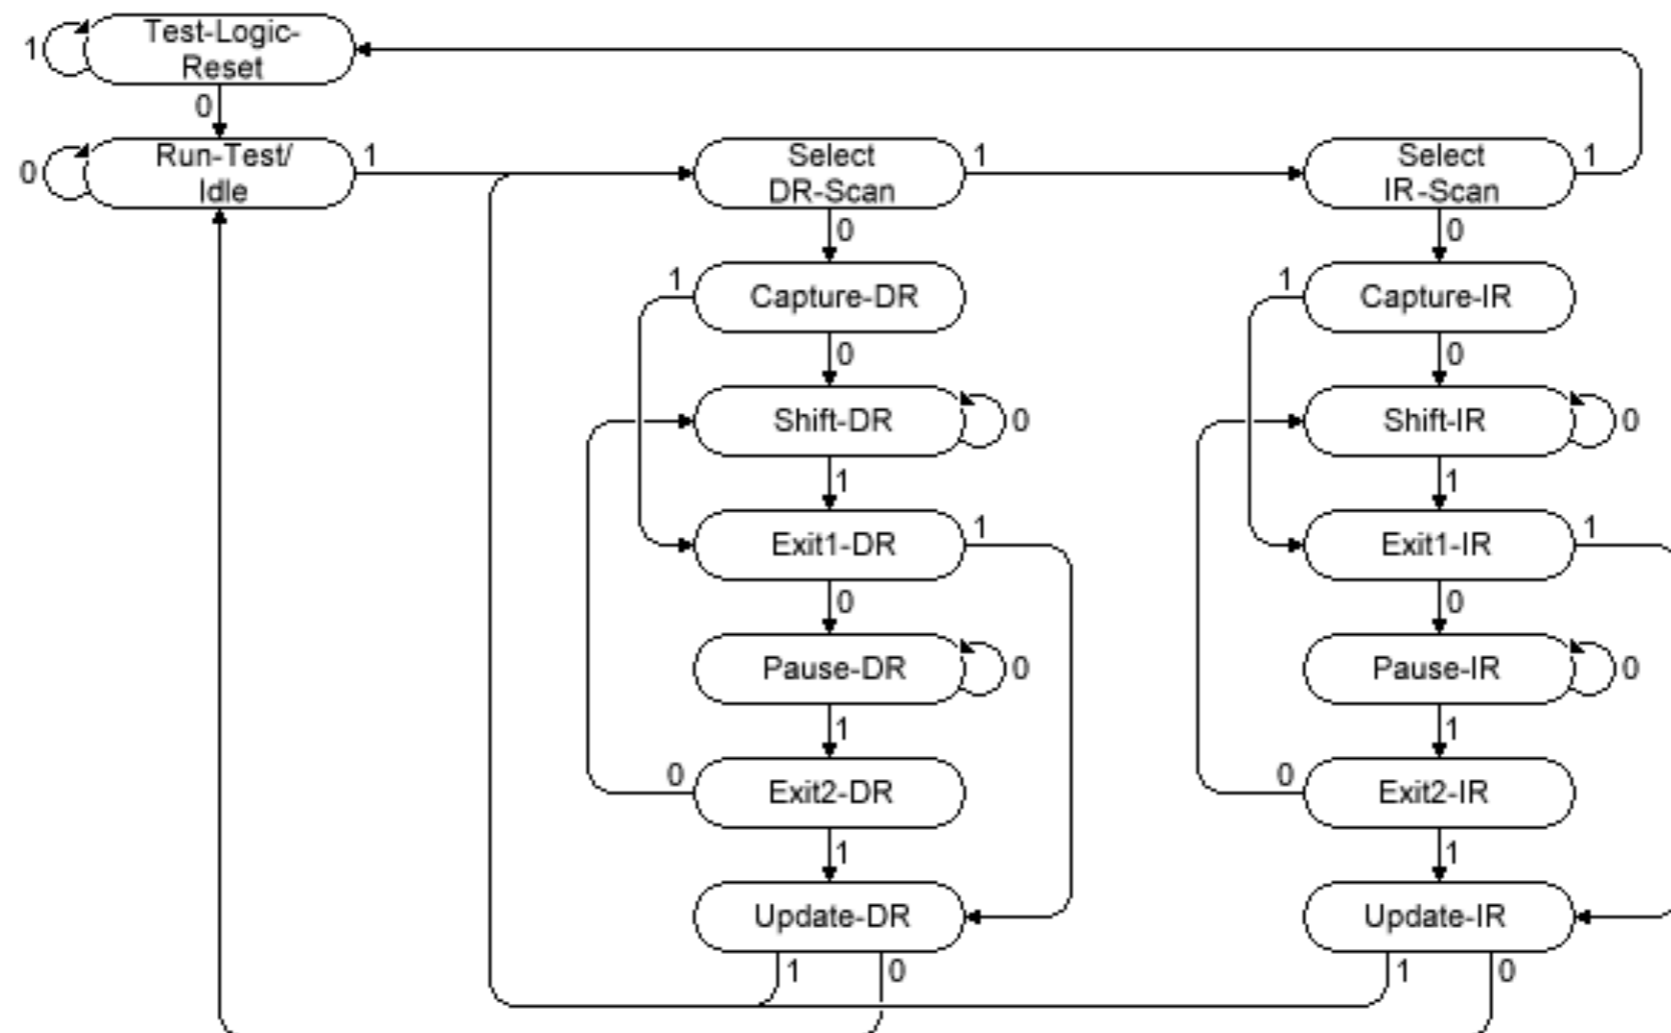 Test-Logic-
Reset
1
0
Run-Test/
Idle
0
1
Select
DR-Scan
1
Select
IR-Scan
1
0
0
1
Capture-DR
1
Capture-IR
0
0
Shift-DR
0
Shift-IR
0
1
1
Exit1-DR
1
Exit1-IR
1
0
0
Pause-DR
0
Pause-IR
0
1
1
0
Exit2-DR
0
Exit2-IR
1
1
Update-DR
Update-IR
1
0
1
0